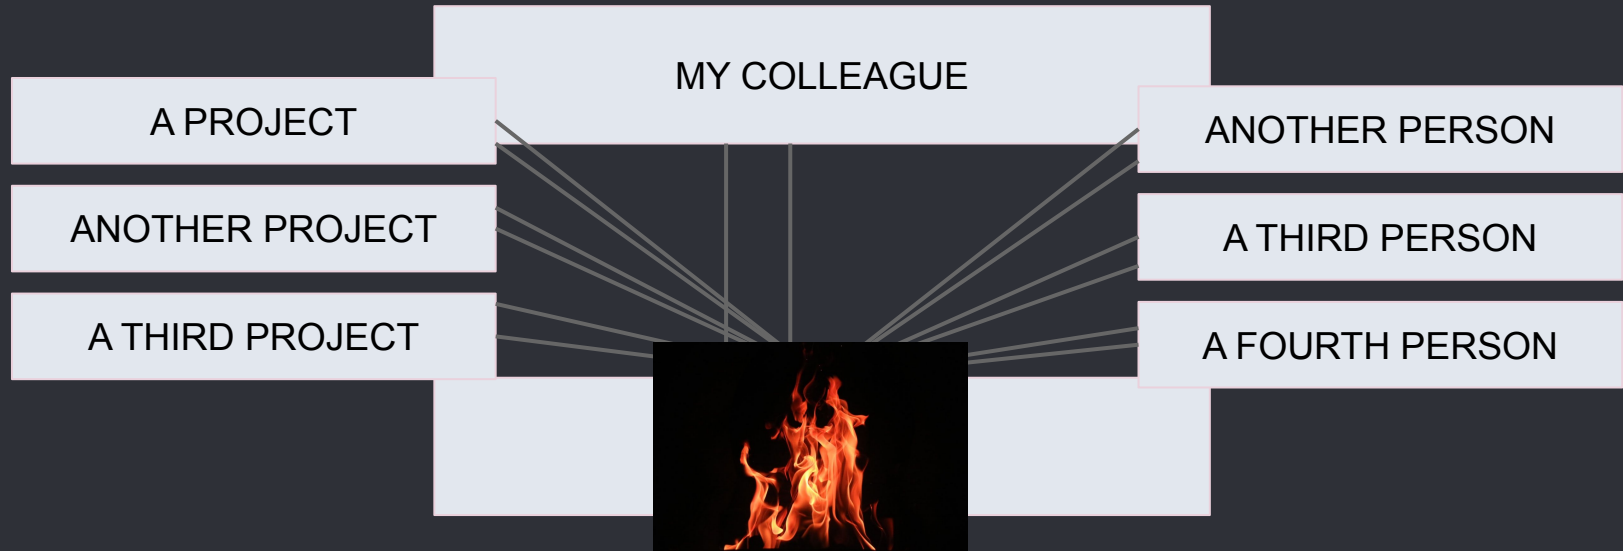 MY COLLEAGUE
A PROJECT
ANOTHER PROJECT
A THIRD PROJECT
ANOTHER PERSON
A THIRD PERSON
A FOURTH PERSON